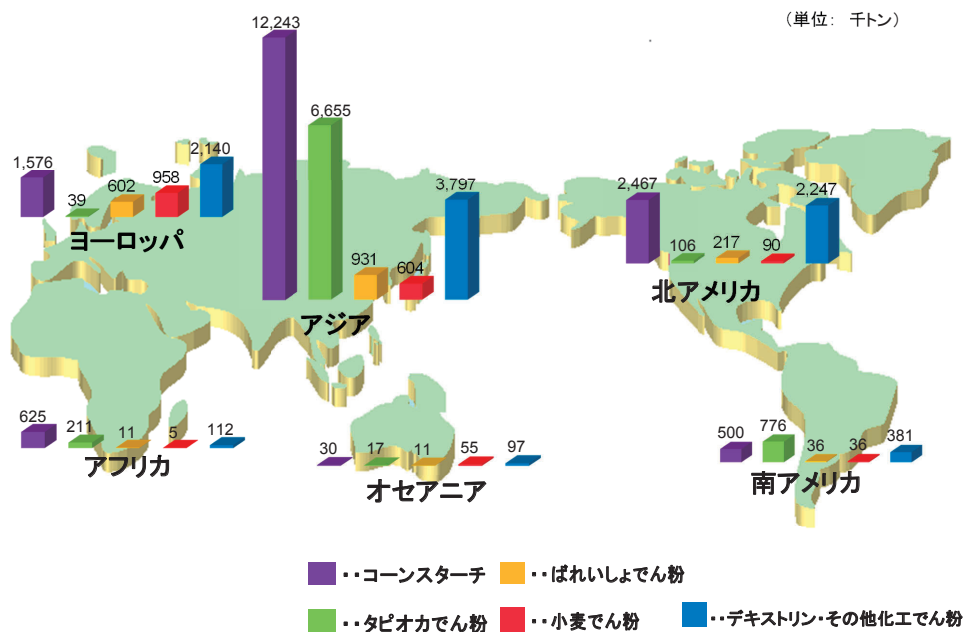 （単位： 千トン）
12,243
6,655
931
604
3,797
アジア
1,576
39
602
958
2,140
ヨーロッパ
2,467
106
217
90
2,247
北アメリカ
625
211
11
5
112
アフリカ
30
17
11
55
97
オセアニア
500
776
36
36
381
南アメリカ
‥コーンスターチ
‥ばれいしょでん粉
‥タピオカでん粉
‥小麦でん粉
‥デキストリン・その他化工でん粉